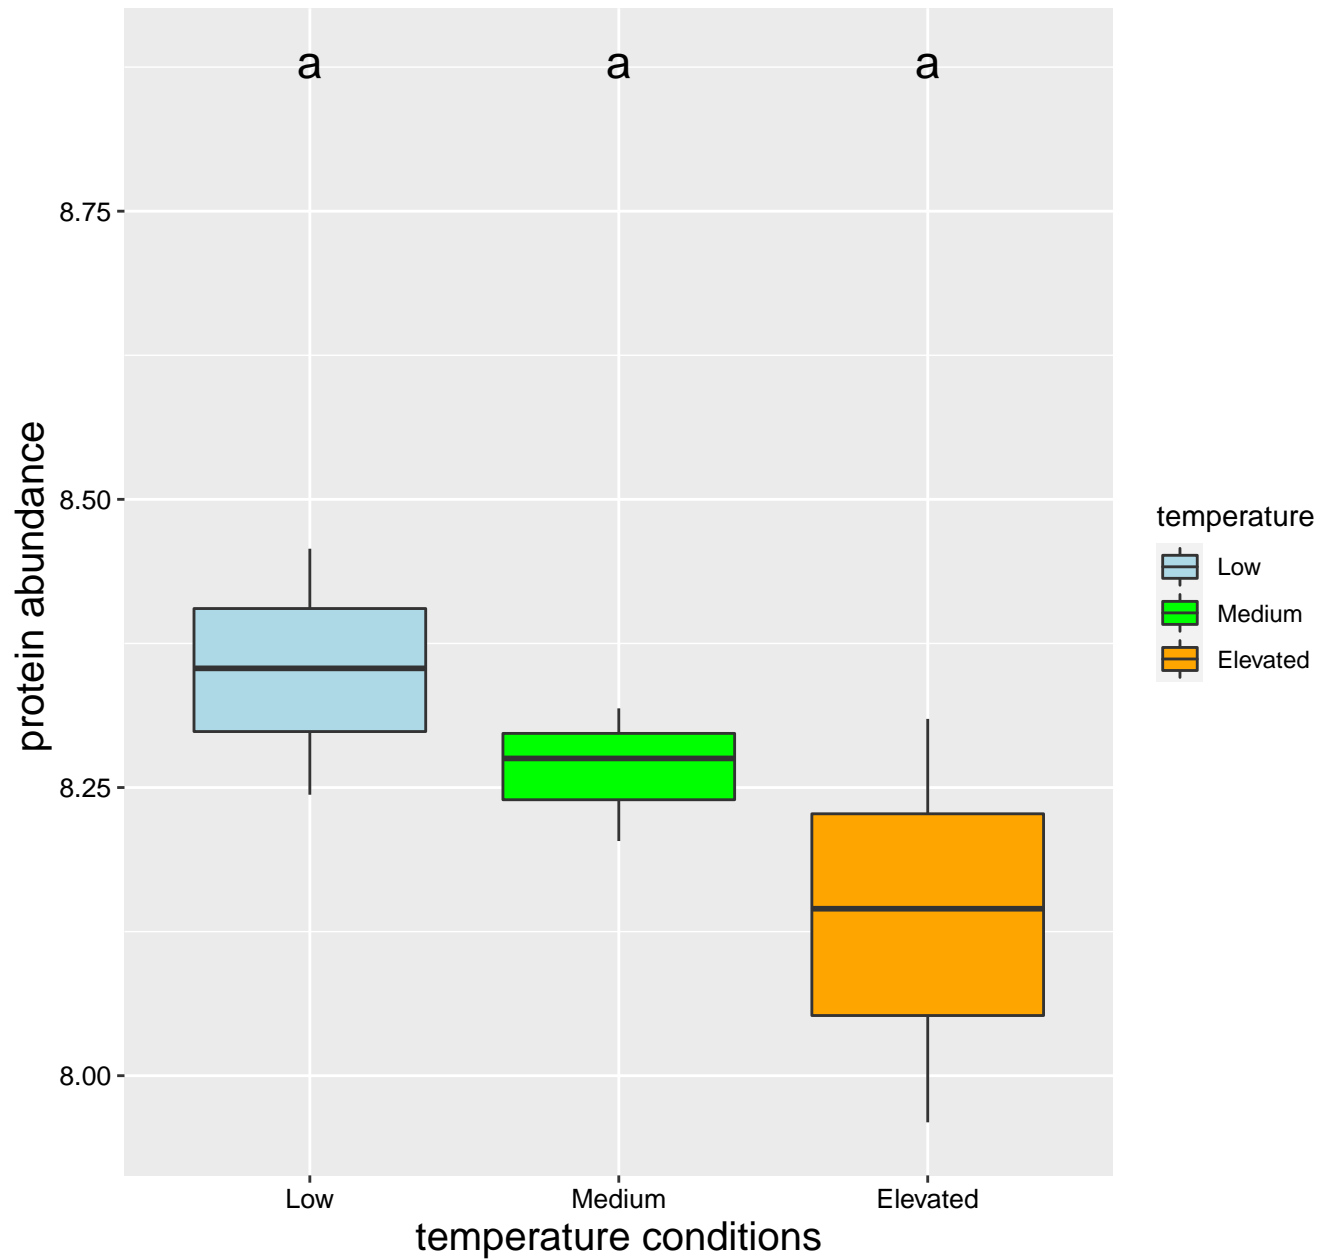 a a a
8.75
8.50
8.25
8.00
protein abundance
Low Medium Elevated
temperature conditions
temperature
Low
Medium
Elevated